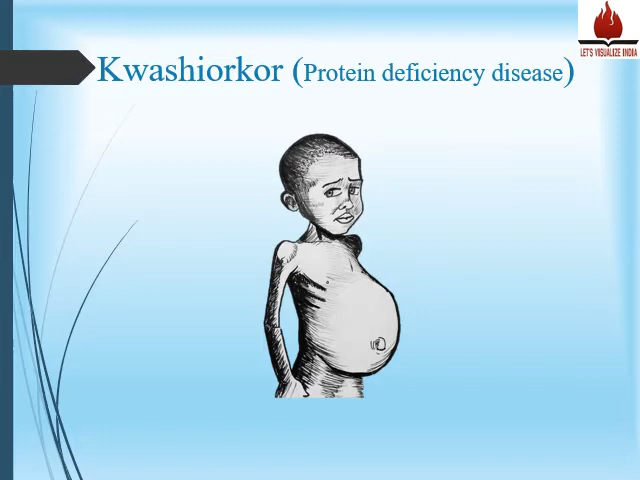 Kwashiorkor (Protein deficiency disease)
LET'S VISUALIZE INDIA